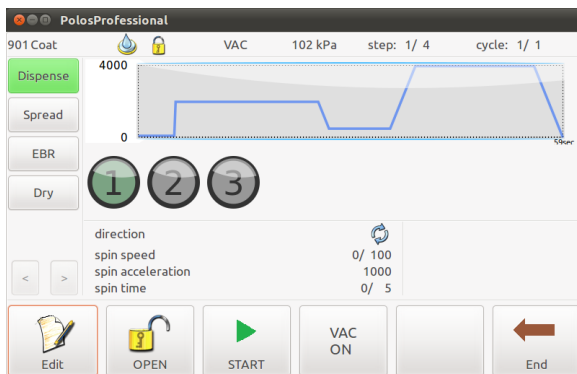 PolosProfessional
901 Coat VAC 102 kPa step: 1/ 4 cycle: 1/ 1
Dispense
Spread
EBR
Dry
4000
0
59sec
1 2 3
direction
spin speed 0/ 100
spin acceleration 1000
spin time 0/ 5
< >
Edit
OPEN
START
VAC
ON
End